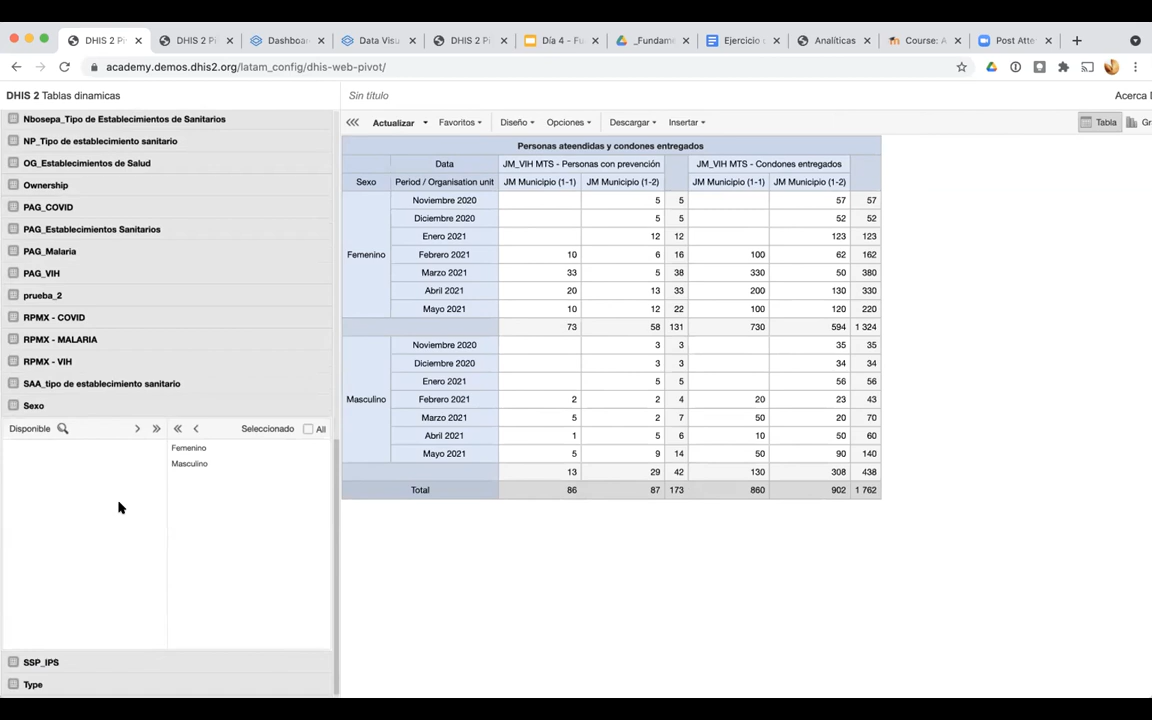 DHIS 2 Pi
DHIS 2 Pi
Dashboa
Data Visu
DHIS 2 Pi
Día 4 – Fu
_Fundame
Ejercicio
Analíticas
Course: A
Post Atte
academy.demos.dhis2.org/latam_config/dhis-web-pivot/
DHIS 2 Tablas dinamicas
Sin título
Acerca D
Nbosepa_Tipo de Establecimientos de Sanitarios
NP_Tipo de establecimiento sanitario
OG_Establecimientos de Salud
Ownership
PAG_COVID
PAG_Establecimientos Sanitarios
PAG_Malaria
PAG_VIH
prueba_2
RPMX - COVID
RPMX - MALARIA
RPMX - VIH
SAA_tipo de establecimiento sanitario
Sexo
Disponible
Seleccionado All
Femenino
Masculino
SSP_IPS
Type
Actualizar Favoritos Diseño Opciones Descargar Insertar Tabla Gr
Personas ateendidas y condones entregados
Data JM_VIH MTS - Personas con prevención JM_VIH MTS - Condones entregados
Sexo Period / Organisation unit JM Municipio (1-1) JM Municipio (1-2) JM Municipio (1-1) JM Municipio (1-2)
Femenino
Noviembre 2020 5 5 57 57
Diciembre 2020 5 5 52 52
Enero 2021 12 12 123 123
Febrero 2021 10 6 16 100 62 162
Marzo 2021 33 5 38 330 50 380
Abril 2021 20 13 33 200 130 330
Mayo 2021 10 12 22 100 120 220
73 58 131 730 594 1 324
Masculino
Noviembre 2020 3 3 35 35
Diciembre 2020 3 3 34 34
Enero 2021 5 5 56 56
Febrero 2021 2 2 4 20 23 43
Marzo 2021 5 2 7 50 20 70
Abril 2021 1 5 6 10 50 60
Mayo 2021 5 9 14 50 90 140
13 29 42 130 308 438
Total 86 87 173 860 902 1 762